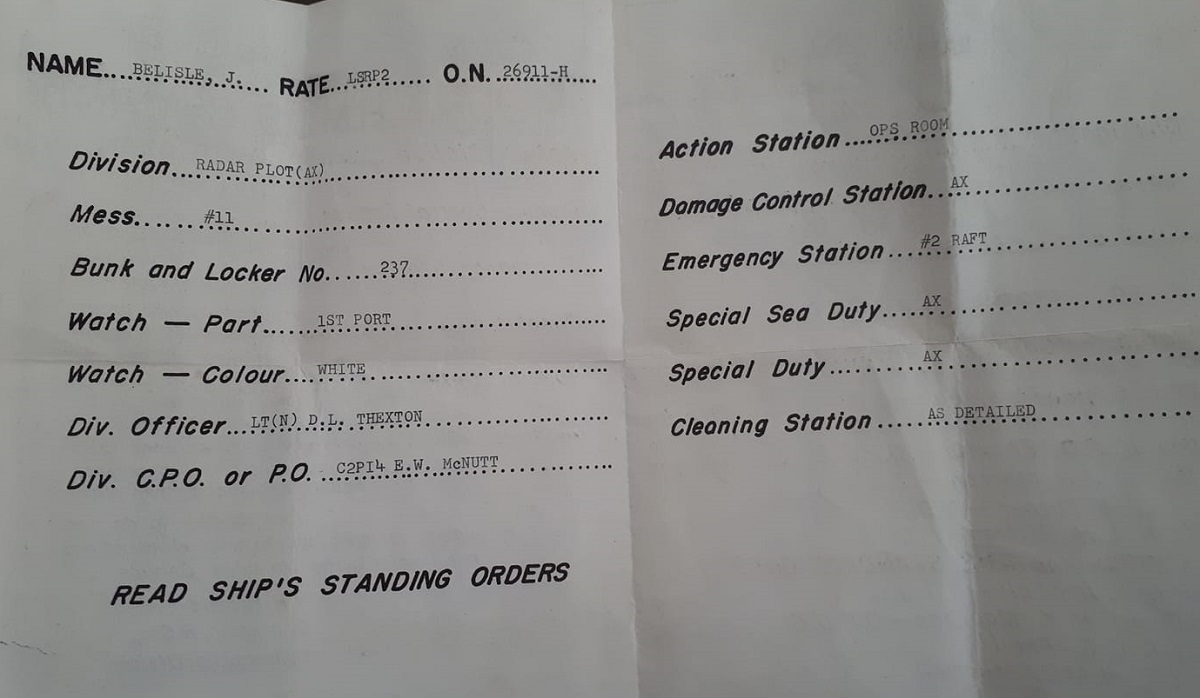 NAME....BELISLE, J..... RATE...LSRP2..... O.N...26911-H....
Division...RADAR PLOT(AX)...
Mess.......#11...
Bunk and Locker No......237...
Watch — Part......1ST PORT...
Watch — Colour....WHITE...
Div. Officer...LT(N) D.L. THEXTON...
Div. C.P.O. or P.O....C2PI4 E.W. McNUTT...
READ SHIP'S STANDING ORDERS
Action Station...OPS ROOM...
Damage Control Station...AX...
Emergency Station...#2 RAFT...
Special Sea Duty...AX...
Special Duty...AX...
Cleaning Station...AS DETAILED...